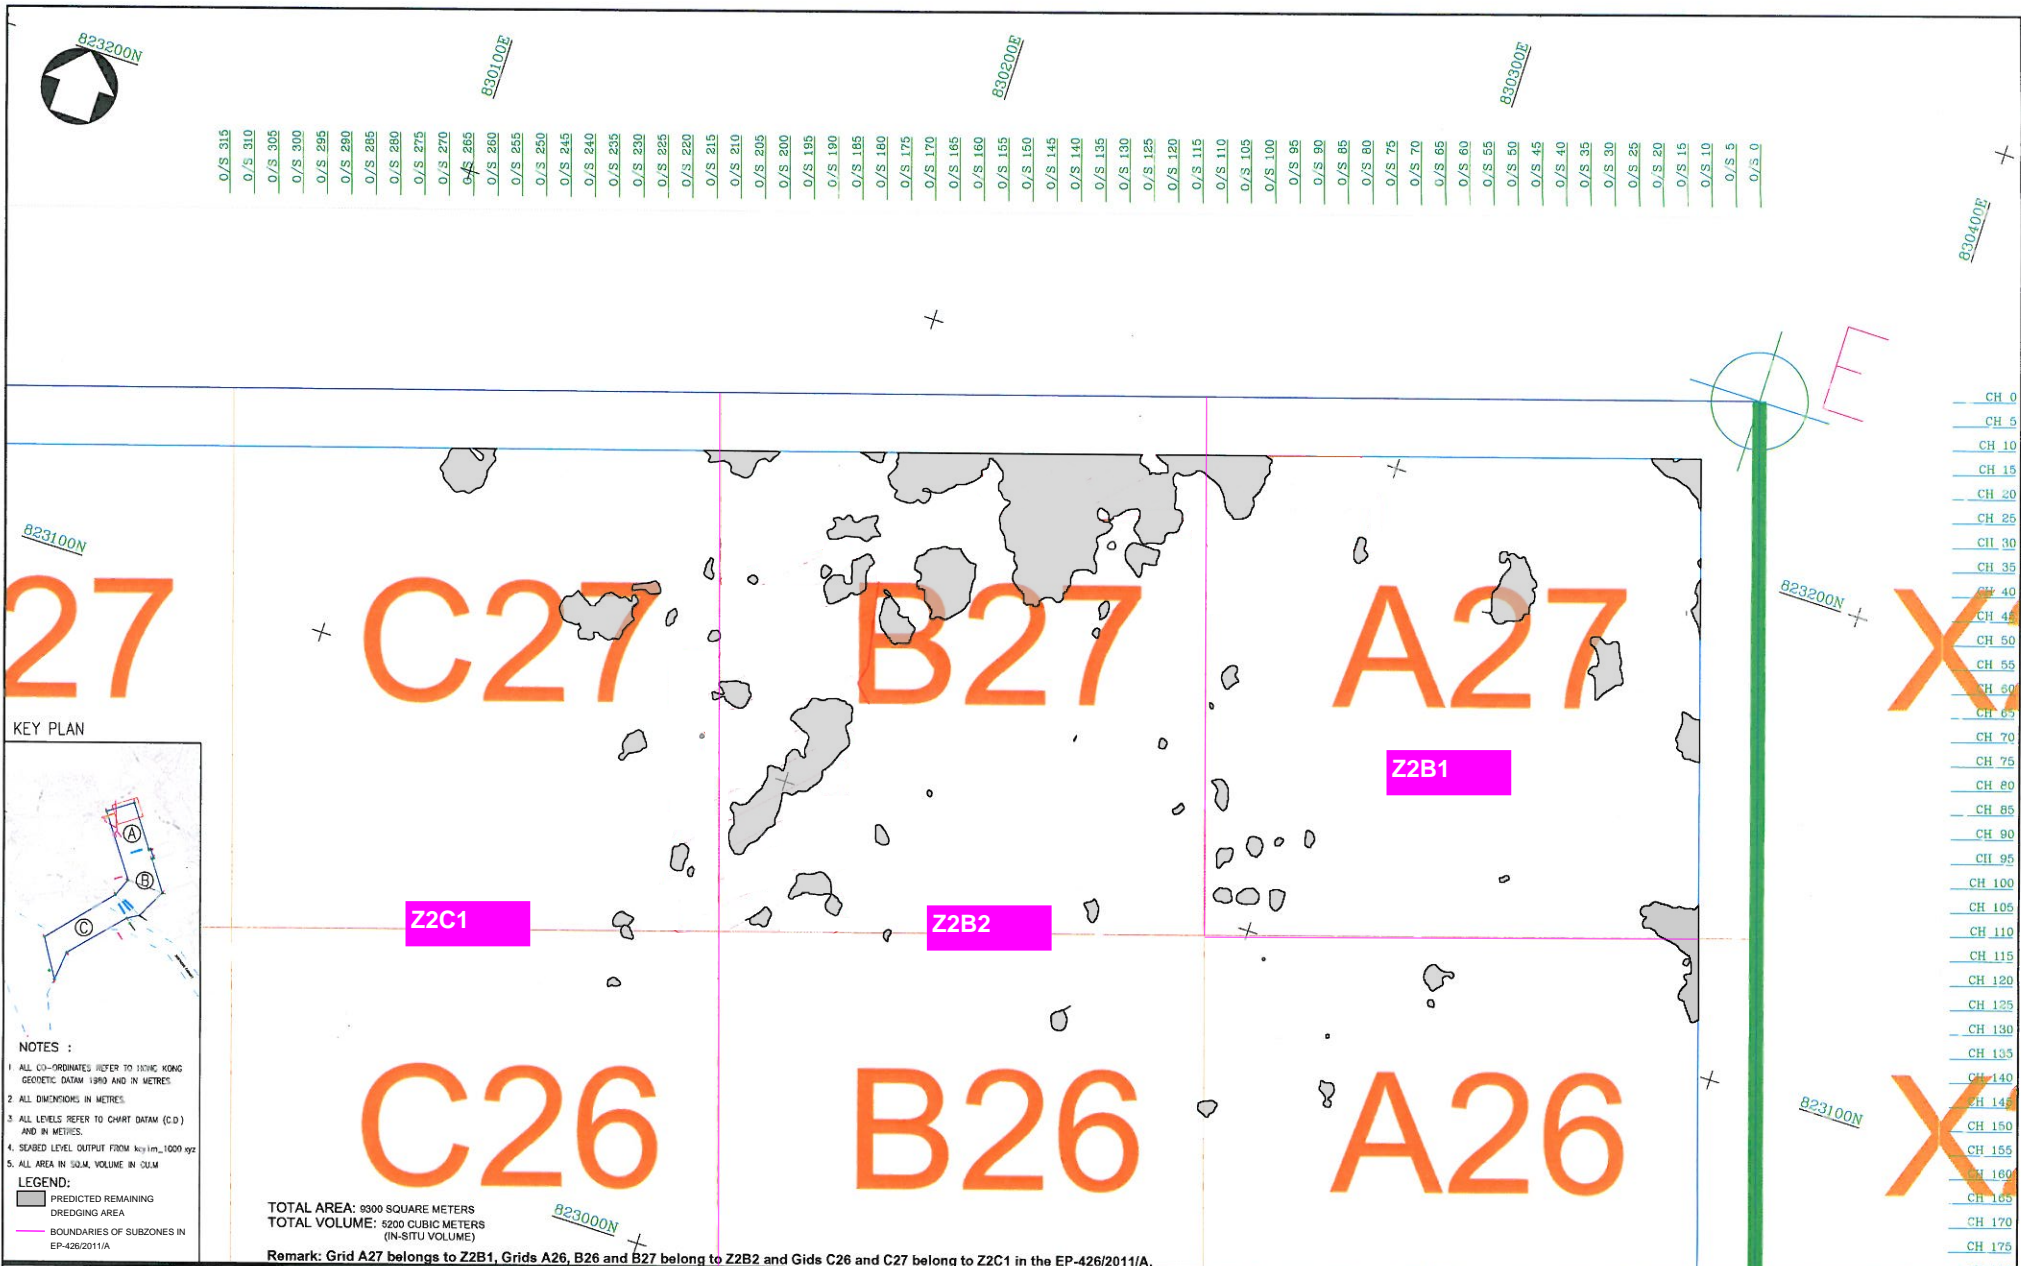 823200N
830100E
830200E
830300E
830400E
O/S 315
O/S 310
O/S 305
O/S 300
O/S 295
O/S 290
O/S 285
O/S 280
O/S 275
O/S 270
O/S 265
O/S 260
O/S 255
O/S 250
O/S 245
O/S 240
O/S 235
O/S 230
O/S 225
O/S 220
O/S 215
O/S 210
O/S 205
O/S 200
O/S 195
O/S 190
O/S 185
O/S 180
O/S 175
O/S 170
O/S 165
O/S 160
O/S 155
O/S 150
O/S 145
O/S 140
O/S 135
O/S 130
O/S 125
O/S 120
O/S 115
O/S 110
O/S 105
O/S 100
O/S 95
O/S 90
O/S 85
O/S 80
O/S 75
O/S 70
O/S 65
O/S 60
O/S 55
O/S 50
O/S 45
O/S 40
O/S 35
O/S 30
O/S 25
O/S 20
O/S 15
O/S 10
O/S 5
O/S 0
E
CH 0
CH 5
CH 10
CH 15
CH 20
CH 25
CH 30
CH 35
CH 40
CH 45
CH 50
CH 55
CH 60
CH 65
CH 70
CH 75
CH 80
CH 85
CH 90
CH 95
CH 100
CH 105
CH 110
CH 115
CH 120
CH 125
CH 130
CH 135
CH 140
CH 145
CH 150
CH 155
CH 160
CH 165
CH 170
CH 175
823100N
823200N
27
C27
B27
A27
X
Z2B1
Z2C1
Z2B2
C26
B26
A26
X
823100N
823000N
KEY PLAN
A
B
C
NOTES :
1 ALL CO-ORDINATES REFER TO HONG KONG
GEODETIC DATAM 1980 AND IN METRES
2 ALL DIMENSIONS IN METRES.
3 ALL LEVELS REFER TO CHART DATAM (C.D)
AND IN METRES.
4. SEABED LEVEL OUTPUT FROM
5. ALL AREA IN SQ.M, VOLUME IN CU.M
LEGEND:
PREDICTED REMAINING
DREDGING AREA
BOUNDARIES OF SUBZONES IN
EP-426/2011/A
TOTAL AREA: 9300 SQUARE METERS
TOTAL VOLUME: 5200 CUBIC METERS
(IN-SITU VOLUME)
Remark: Grid A27 belongs to Z2B1, Grids A26, B26 and B27 belong to Z2B2 and Gids C26 and C27 belong to Z2C1 in the EP-426/2011/A.